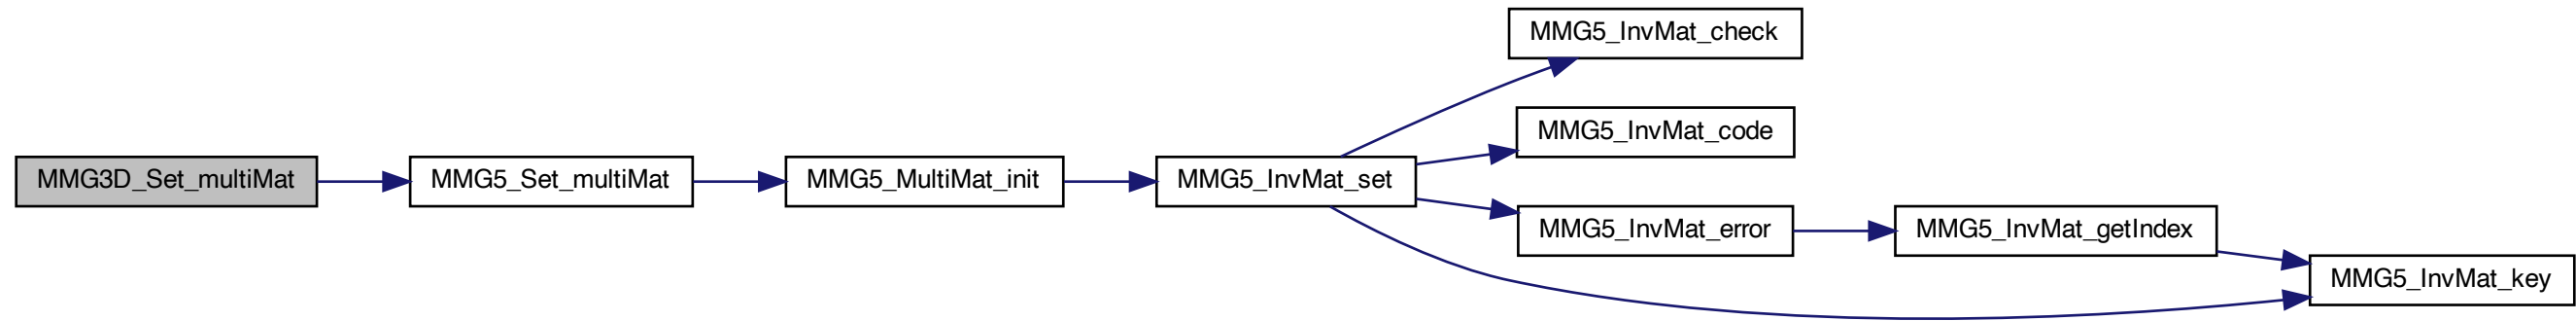 MMG5_InvMat_check
MMG5_InvMat_code
MMG3D_Set_multiMat
MMG5_Set_multiMat
MMG5_MultiMat_init
MMG5_InvMat_set
MMG5_InvMat_error
MMG5_InvMat_getIndex
MMG5_InvMat_key